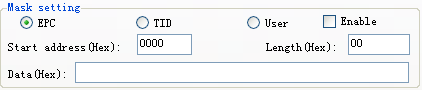 Mask setting
EPC TID User Enable
Start address(Hex): 0000 Length(Hex): 00
Data(Hex):